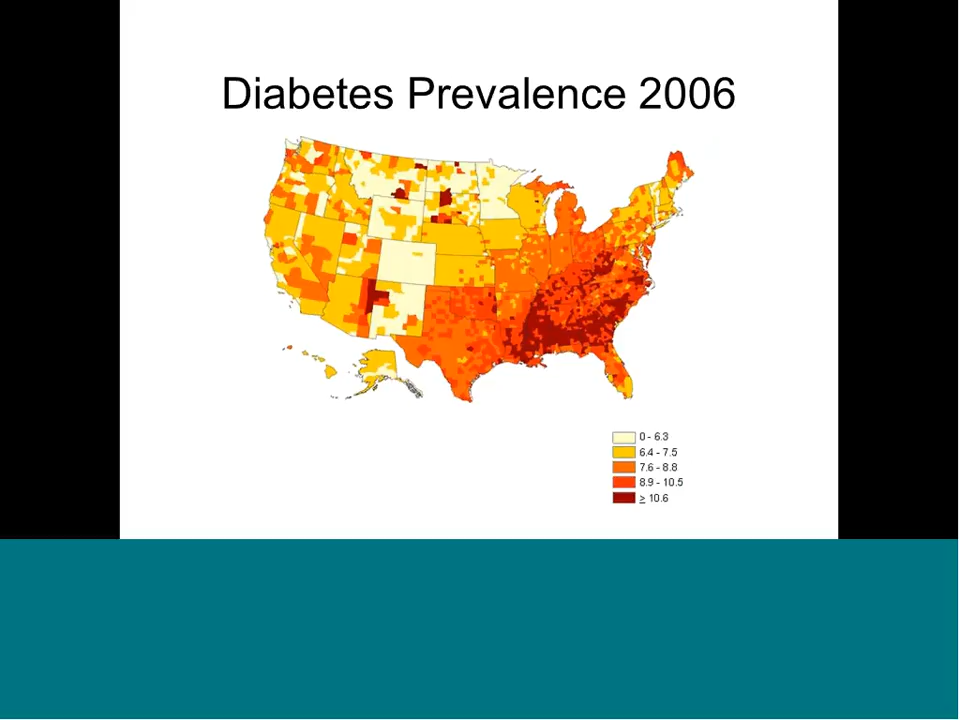 Diabetes Prevalence 2006
0 - 6.3
6.4 - 7.5
7.6 - 8.8
8.9 - 10.5
≥ 10.6